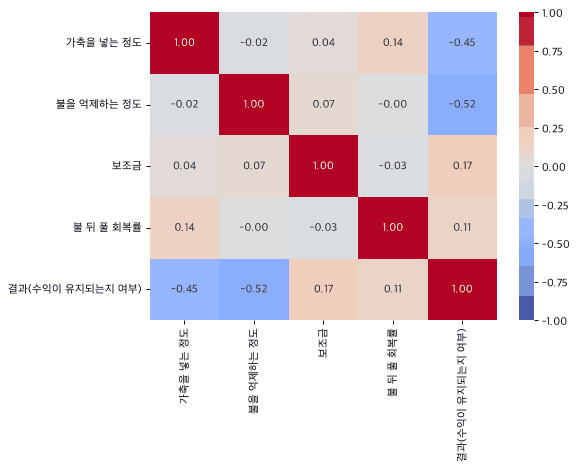 가축을 넣는 정도 1.00 -0.02 0.04 0.14 -0.45
불을 억제하는 정도 -0.02 1.00 0.07 -0.00 -0.52
보조금 0.04 0.07 1.00 -0.03 0.17
불 뒤 풀 회복률 0.14 -0.00 -0.03 1.00 0.11
결과(수익이 유지되는지 여부) -0.45 -0.52 0.17 0.11 1.00
가축을 넣는 정도
불을 억제하는 정도
보조금
불 뒤 풀 회복률
결과(수익이 유지되는지 여부)
1.00
0.75
0.50
0.25
0.00
-0.25
-0.50
-0.75
-1.00